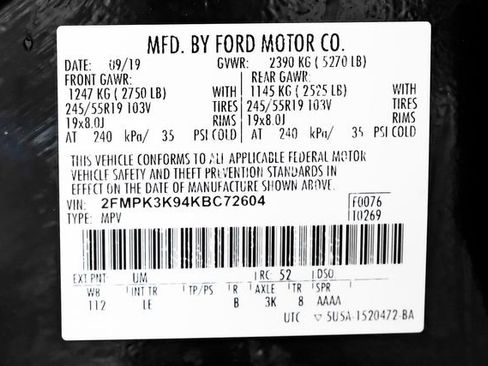 MFD. BY FORD MOTOR CO.
DATE: 09/19 GVWR: 2390 KG ( 5270 LB)
FRONT GAWR: REAR GAWR:
1247 KG ( 2750 LB) WITH 1145 KG ( 2525 LB) WITH
245/55R19 103V TIRES 245/55R19 103V TIRES
19x8.0J RIMS 19x8.0J RIMS
AT 240 kPa/ 35 PSI COLD AT 240 kPa/ 35 PSI COLD
THIS VEHICLE CONFORMS TO ALL APPLICABLE FEDERAL MOTOR
VEHICLE SAFETY AND THEFT PREVENTION STANDARDS IN
EFFECT ON THE DATE OF MANUFACTURE SHOWN ABOVE.
VIN: 2FMPK3K94KBC72604 F0076
TYPE: MPV T0269
EXT PNT UM RC: 52 DSO
WB INT TR TP/PS R AXLE TR SPR
112 LE B 3K 8 AAAA
UTC ▽ 5U5A-1520472-BA